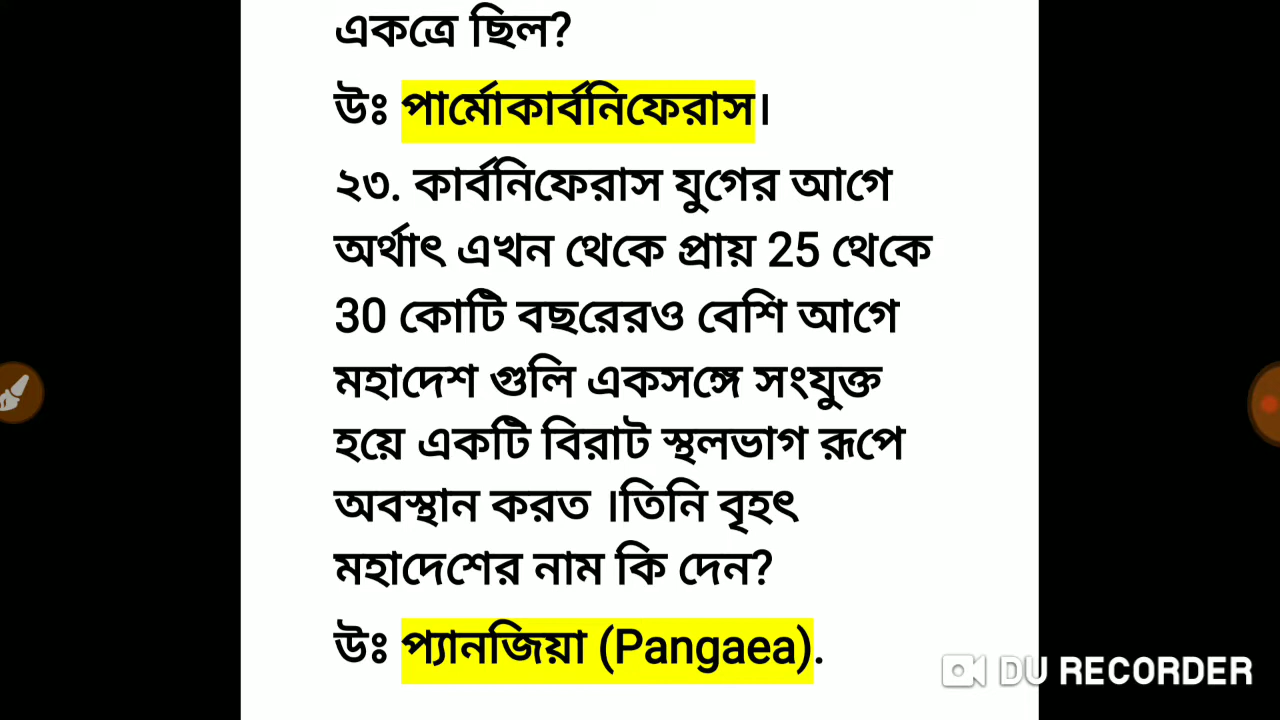 একত্রে ছিল?
উঃ পার্মোকার্বনিফেরাস।
২৩. কার্বনিফেরাস যুগের আগে
অর্থাৎ এখন থেকে প্রায় 25 থেকে
30 কোটি বছরেরও বেশি আগে
মহাদেশ গুলি একসঙ্গে সংযুক্ত
হয়ে একটি বিরাট স্থলভাগ রূপে
অবস্থান করত ।তিনি বৃহৎ
মহাদেশের নাম কি দেন?
উঃ প্যানজিয়া (Pangaea).
DU RECORDER